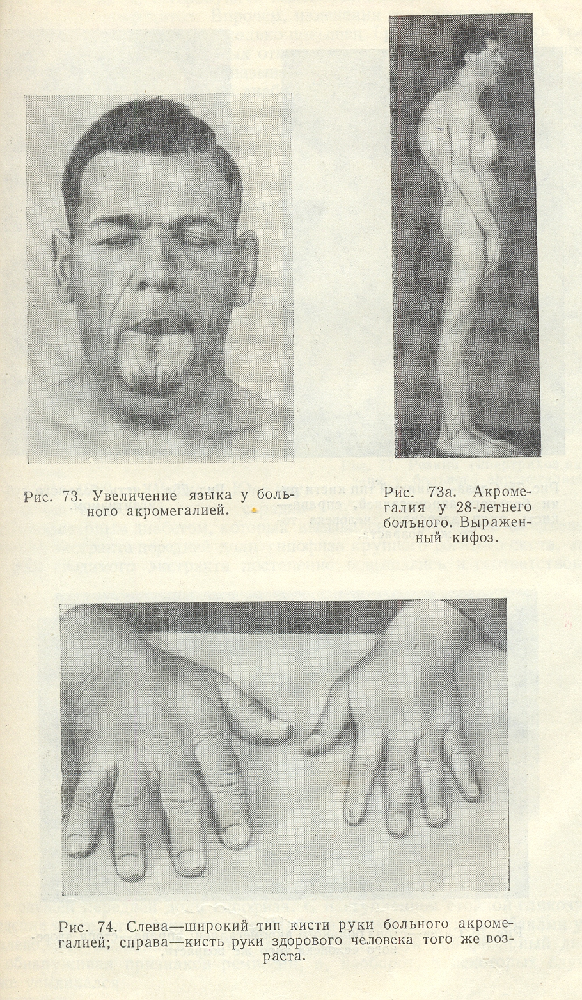 Рис. 73. Увеличение языка у боль-
ного акромегалией.
Рис. 73а. Акроме-
галия у 28-летнего
больного. Выражен-
ный кифоз.
Рис. 74. Слева—широкий тип кисти руки больного акроме-
галией; справа—кисть руки здорового человека того же воз-
раста.